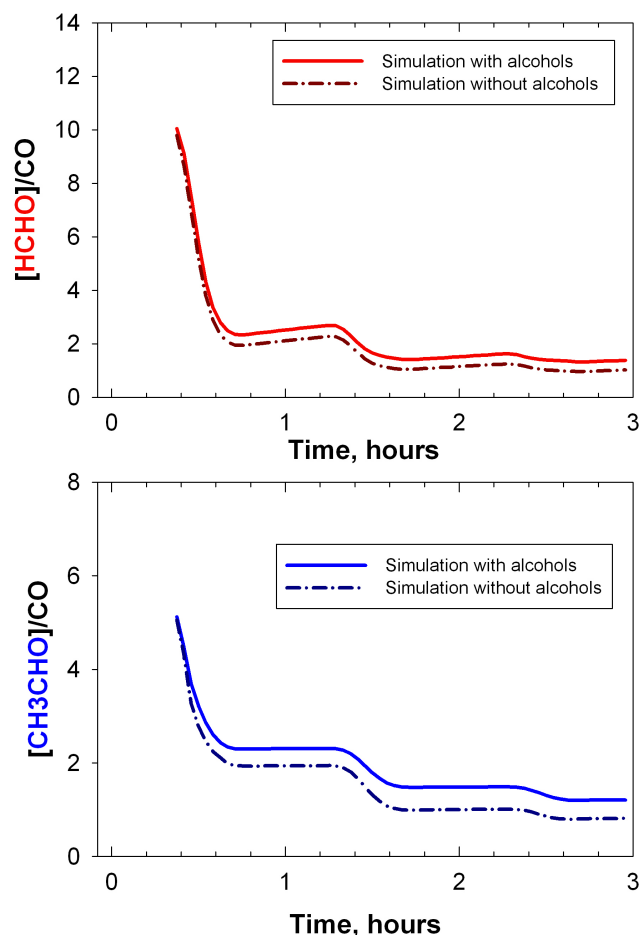 14
12
10
8
6
4
2
0
[HCHO]/CO
Simulation with alcohols
Simulation without alcohols
0 1 2 3
Time, hours
8
6
4
2
0
[CH3CHO]/CO
Simulation with alcohols
Simulation without alcohols
0 1 2 3
Time, hours